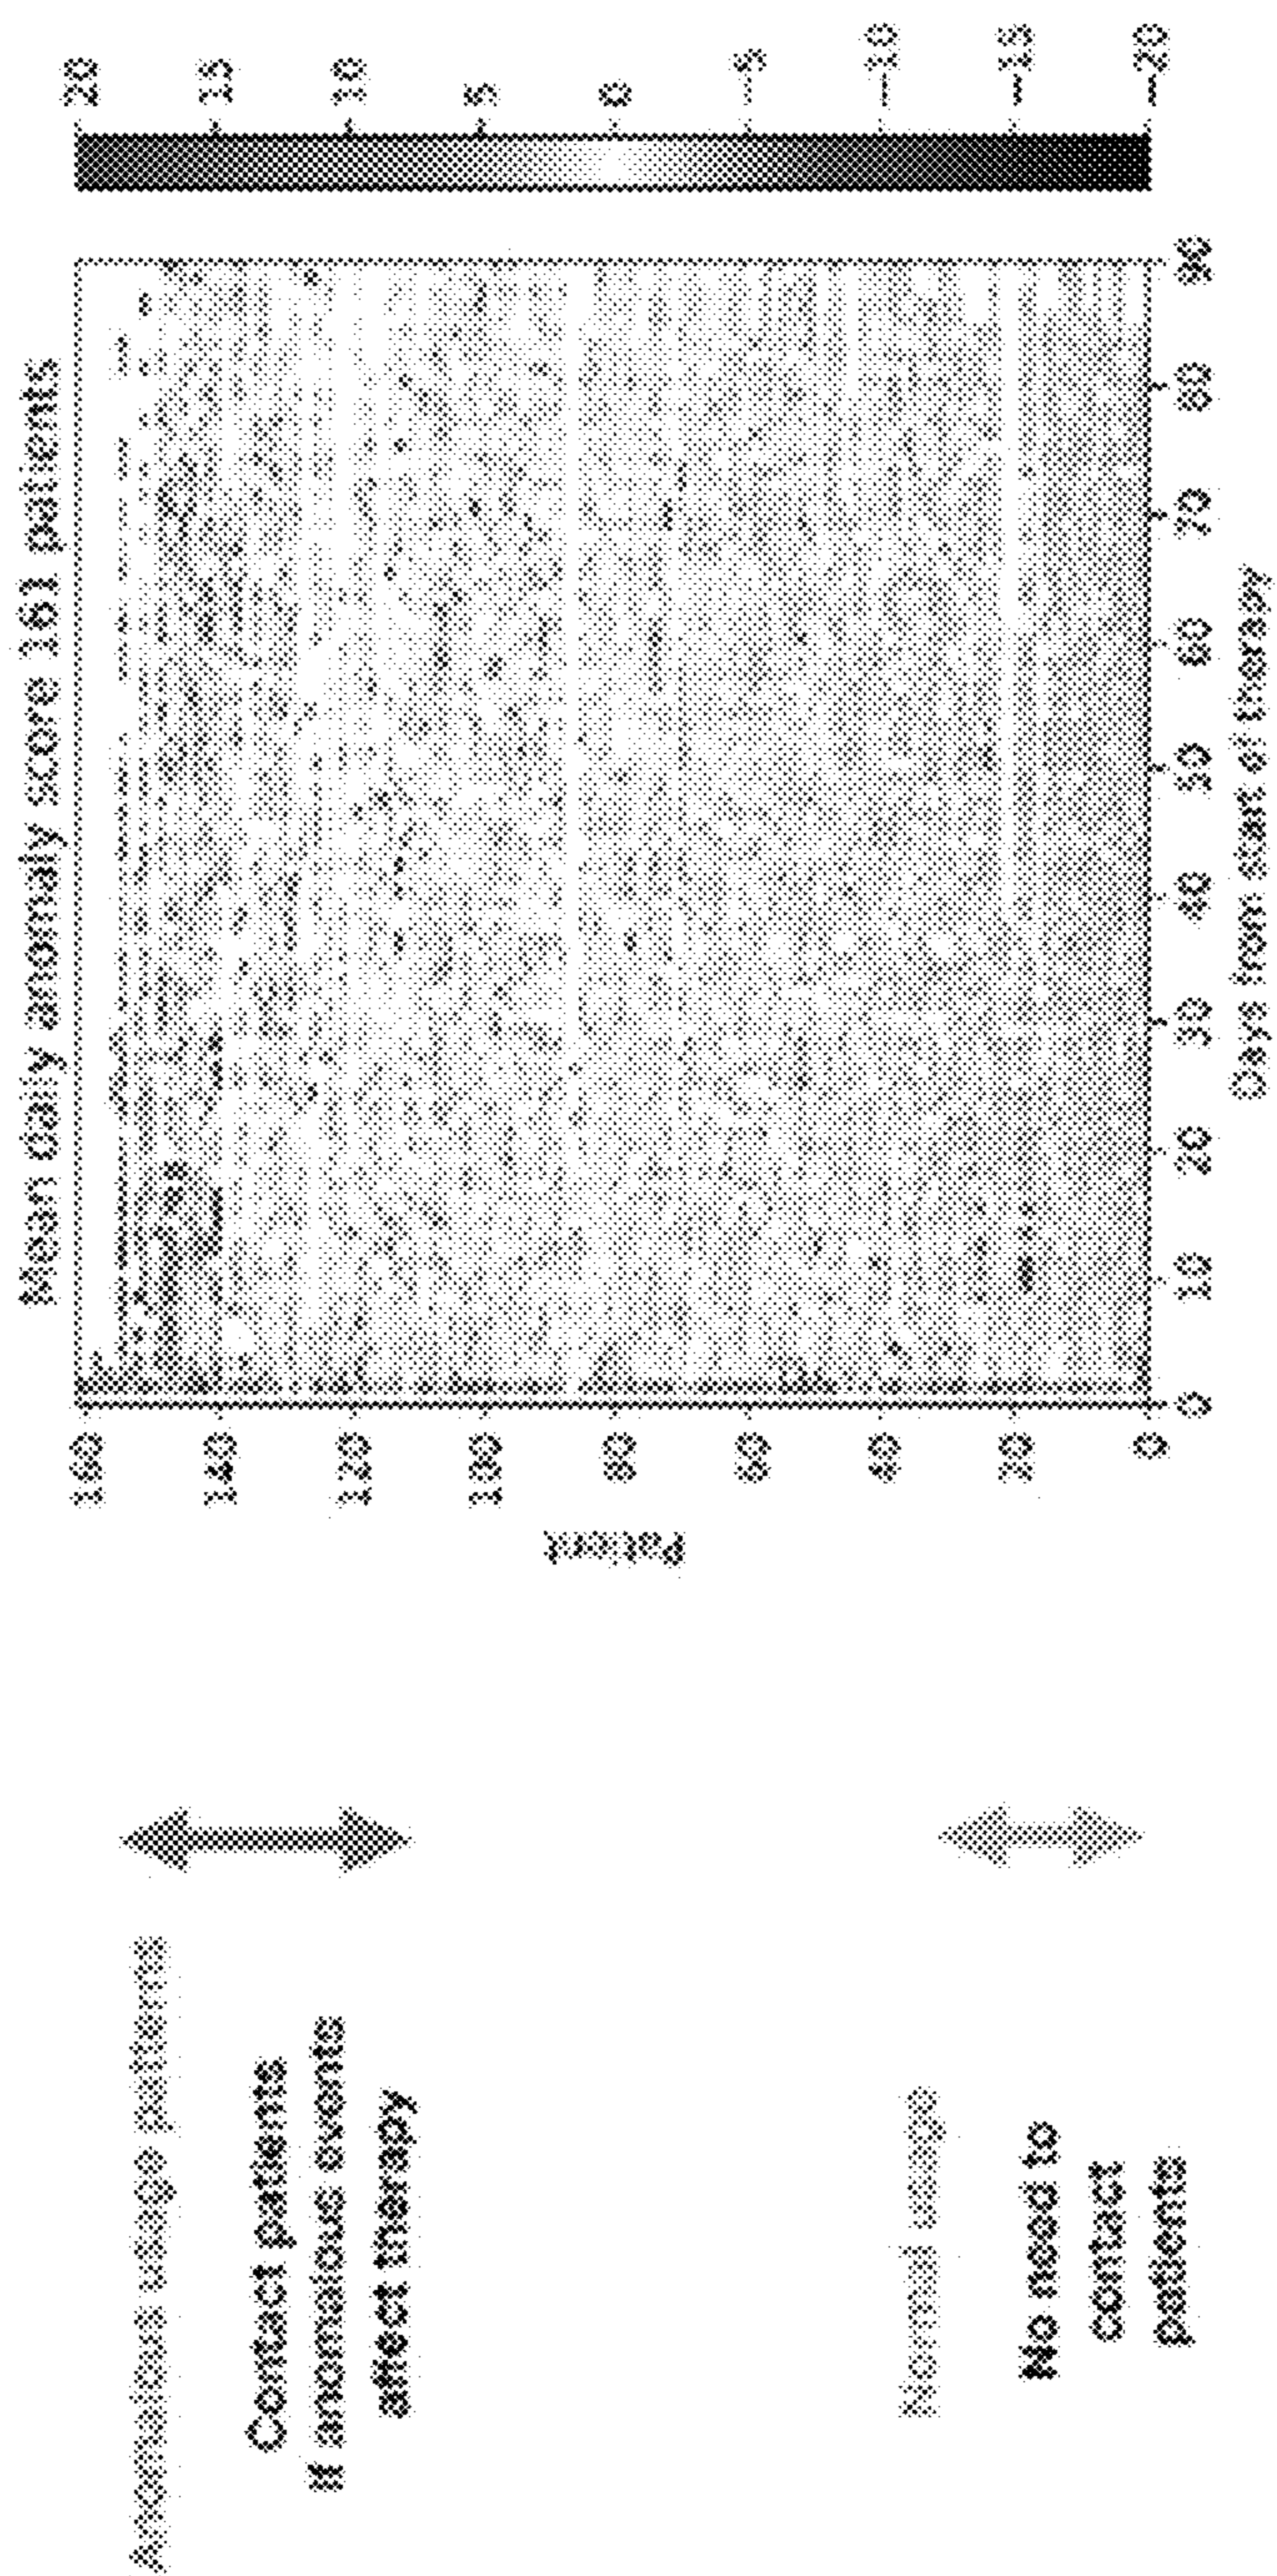 Anomalous usage patterns
Contact patients
if anomalous events
affect therapy
Normal usage
No need to
contact
patients
Mean daily anomaly score 161 patients
Patient
160
140
120
100
80
60
40
20
0
0
10
20
30
40
50
60
70
80
90
Days from start of therapy
20
15
10
5
0
−5
−10
−15
−20